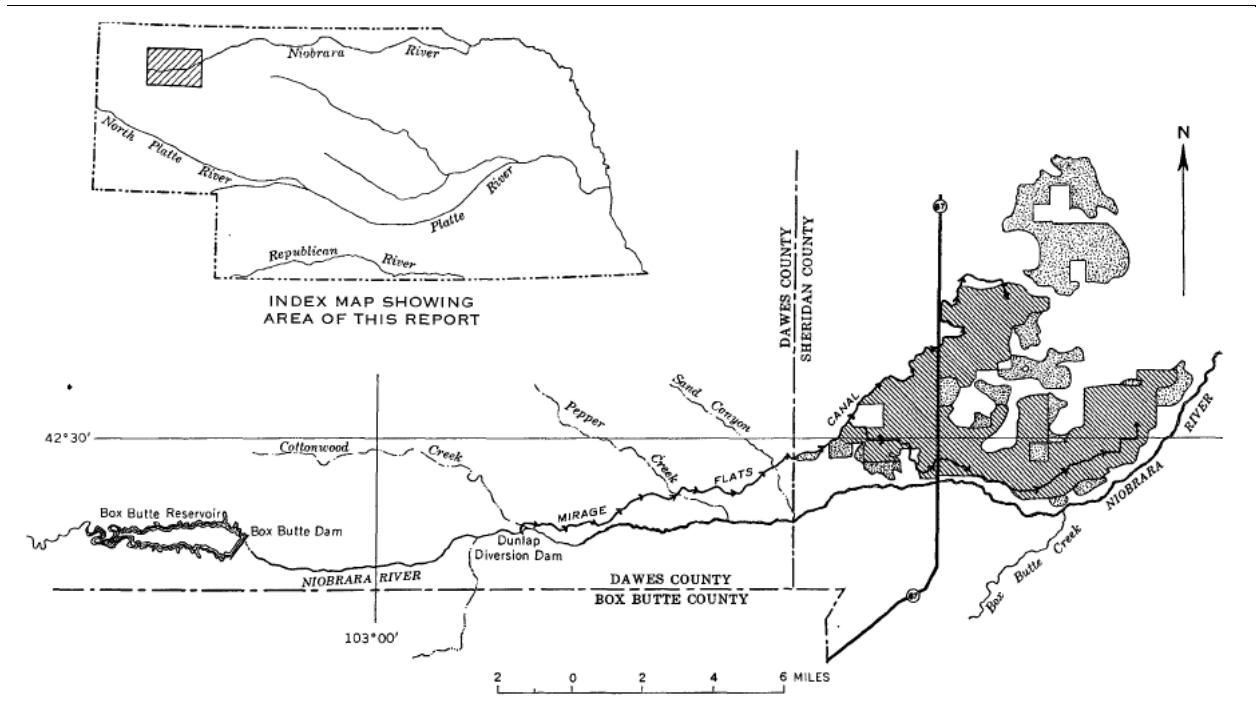 Niobrara River
North Platte River
Platte River
Republican River
INDEX MAP SHOWING
AREA OF THIS REPORT
N
87
DAWES COUNTY
SHERIDAN COUNTY
Sand Canyon
Pepper Creek
CANAL
42°30'
Cottonwood Creek
FLATS
MIRAGE
Box Butte Reservoir
Box Butte Dam
Dunlap
Diversion Dam
NIOBRARA RIVER
NIOBRARA RIVER
Box Butte Creek
DAWES COUNTY
BOX BUTTE COUNTY
87
103°00'
2 0 2 4 6 MILES